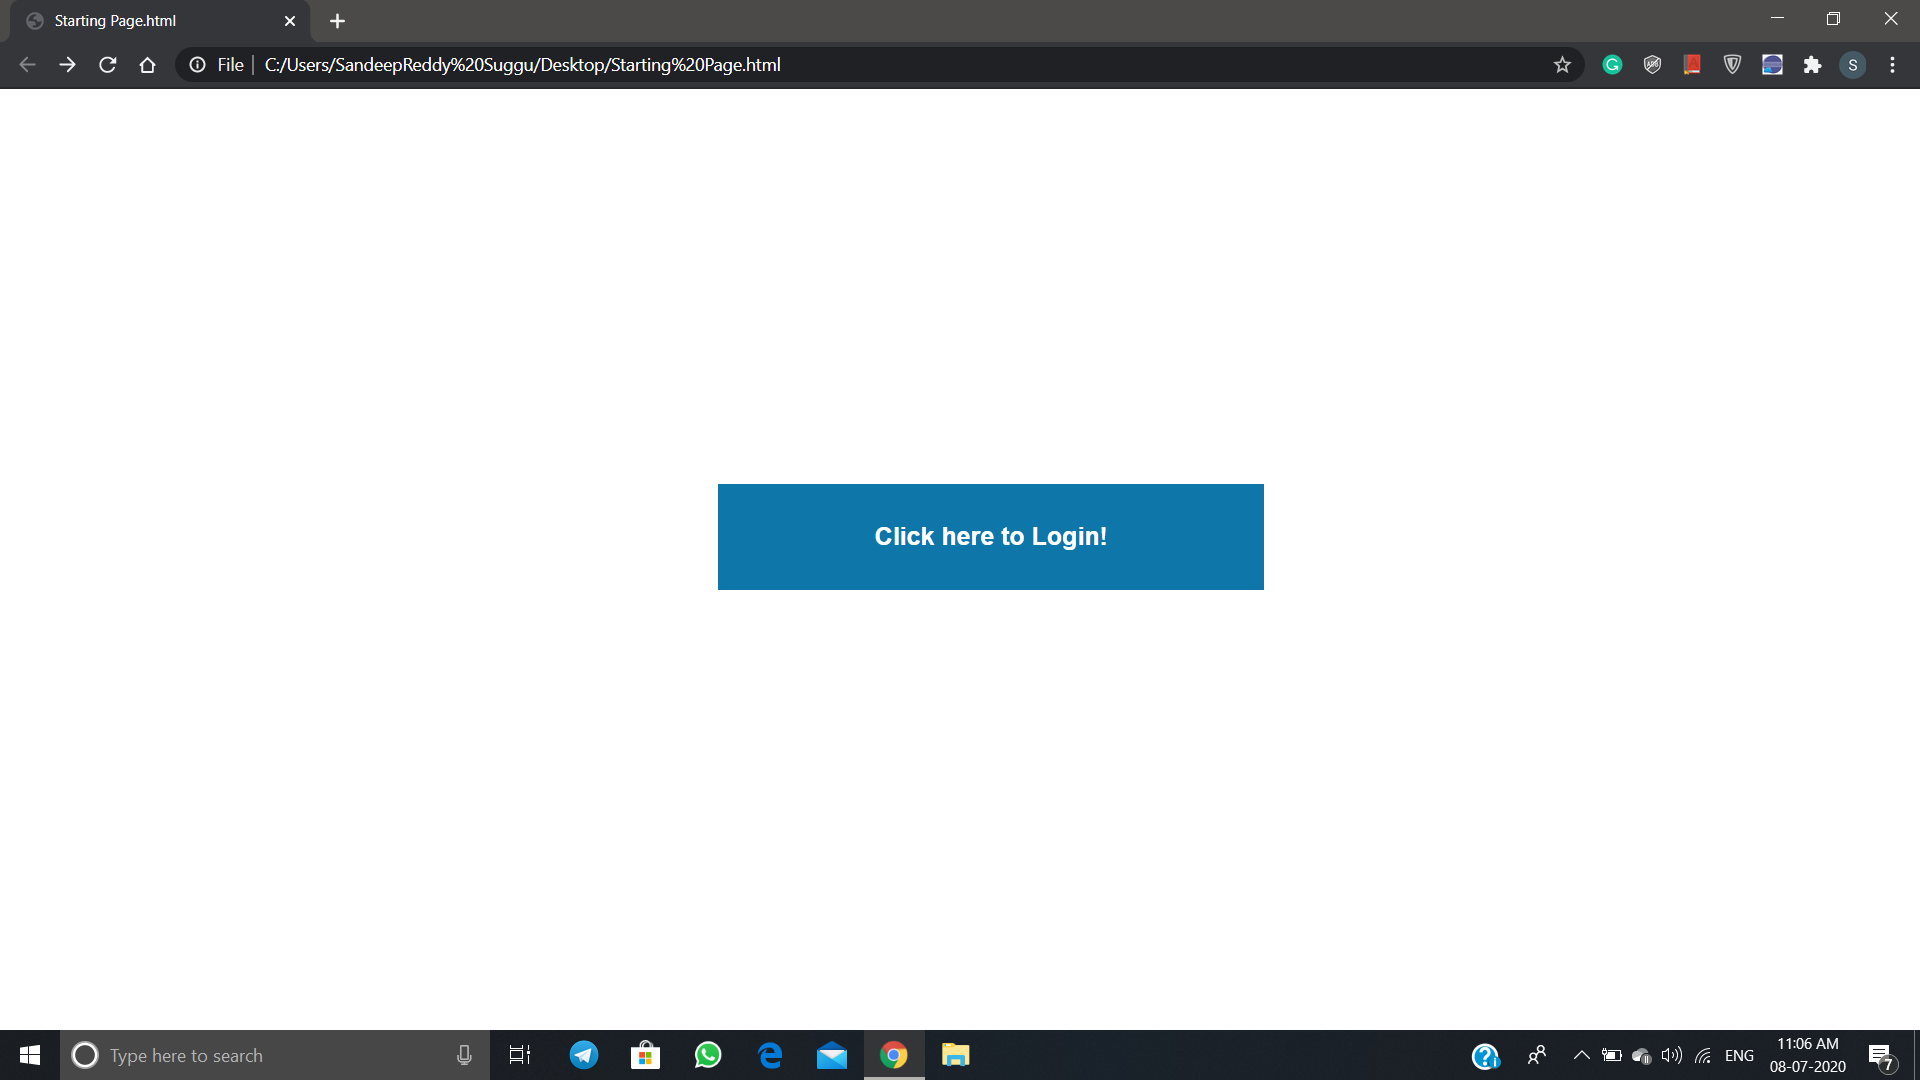 Starting Page.html
File
C:/Users/SandeepReddy%20Suggu/Desktop/Starting%20Page.html
S
Click here to Login!
Type here to search
ENG
11:06 AM
08-07-2020
7